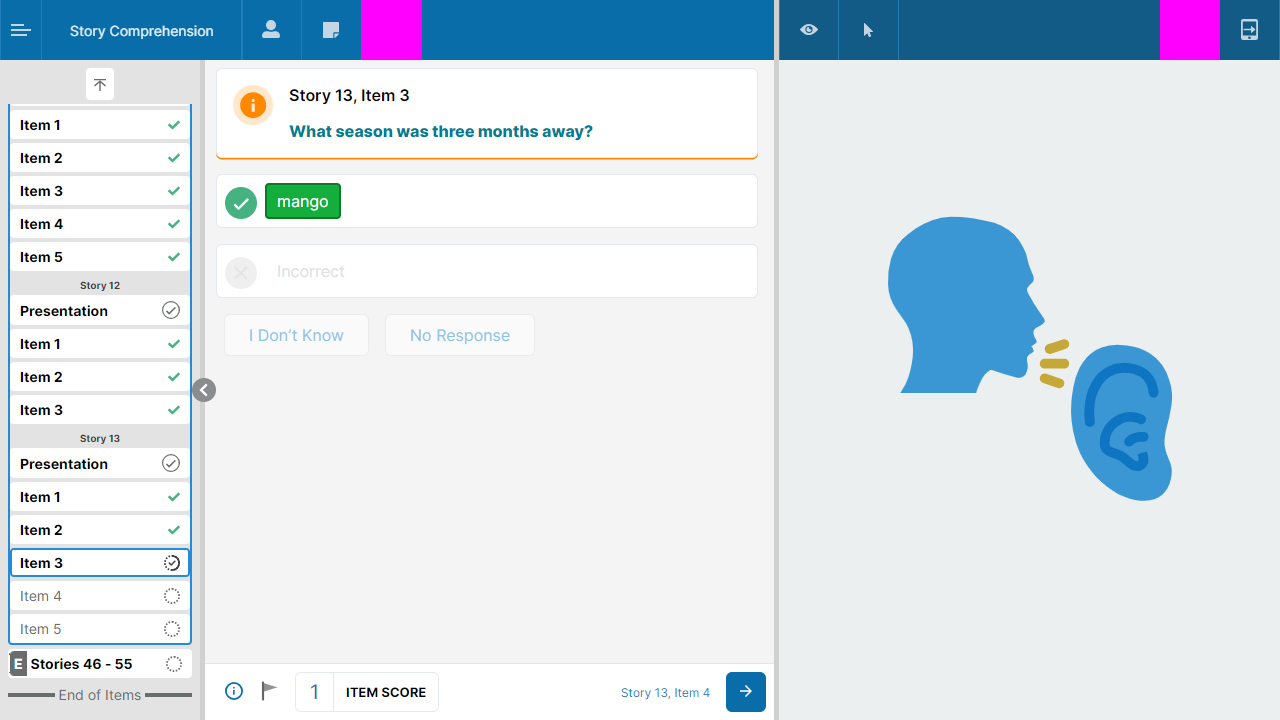 Story Comprehension
Item 1
Item 2
Item 3
Item 4
Item 5
Story 12
Presentation
Item 1
Item 2
Item 3
Story 13
Presentation
Item 1
Item 2
Item 3
Item 4
Item 5
E Stories 46 - 55
End of Items
Story 13, Item 3
What season was three months away?
mango
Incorrect
I Don't Know
No Response
1 ITEM SCORE
Story 13, Item 4